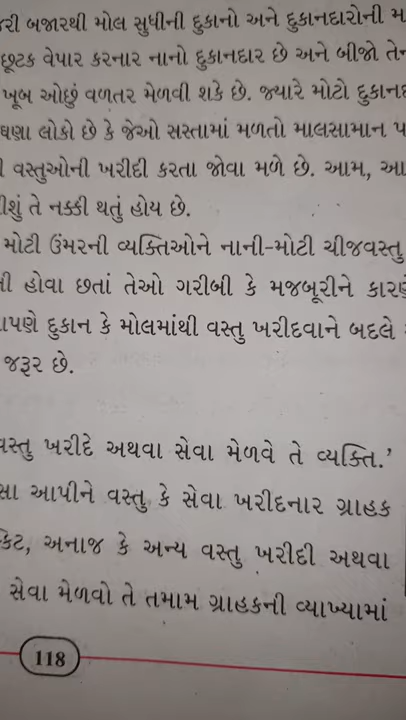 બજારથી મોલ સુધીની દુકાનો અને દુકાનદારોની
છૂટક વેપાર કરનાર નાનો દુકાનદાર છે અને બીજો
ખૂબ ઓછું વળતર મેળવી શકે છે. જ્યારે મોટો
ઘણા લોકો છે કે જેઓ સસ્તામાં મળતો માલસામાન
વસ્તુઓની ખરીદી કરતા જોવા મળે છે. આમ,
તે નક્કી થતું હોય છે.
મોટી ઉંમરની વ્યક્તિઓને નાની-મોટી ચીજવસ્તુ
હોવા છતાં તેઓ ગરીબી કે મજબૂરીને
દુકાન કે મોલમાંથી વસ્તુ ખરીદવાને બદલે
જરૂર છે.
વસ્તુ ખરીદે અથવા સેવા મેળવે તે વ્યક્તિ.’
આપીને વસ્તુ કે સેવા ખરીદનાર ગ્રાહક
અનાજ કે અન્ય વસ્તુ ખરીદી અથવા
સેવા મેળવો તે તમામ ગ્રાહકની વ્યાખ્યામાં
118